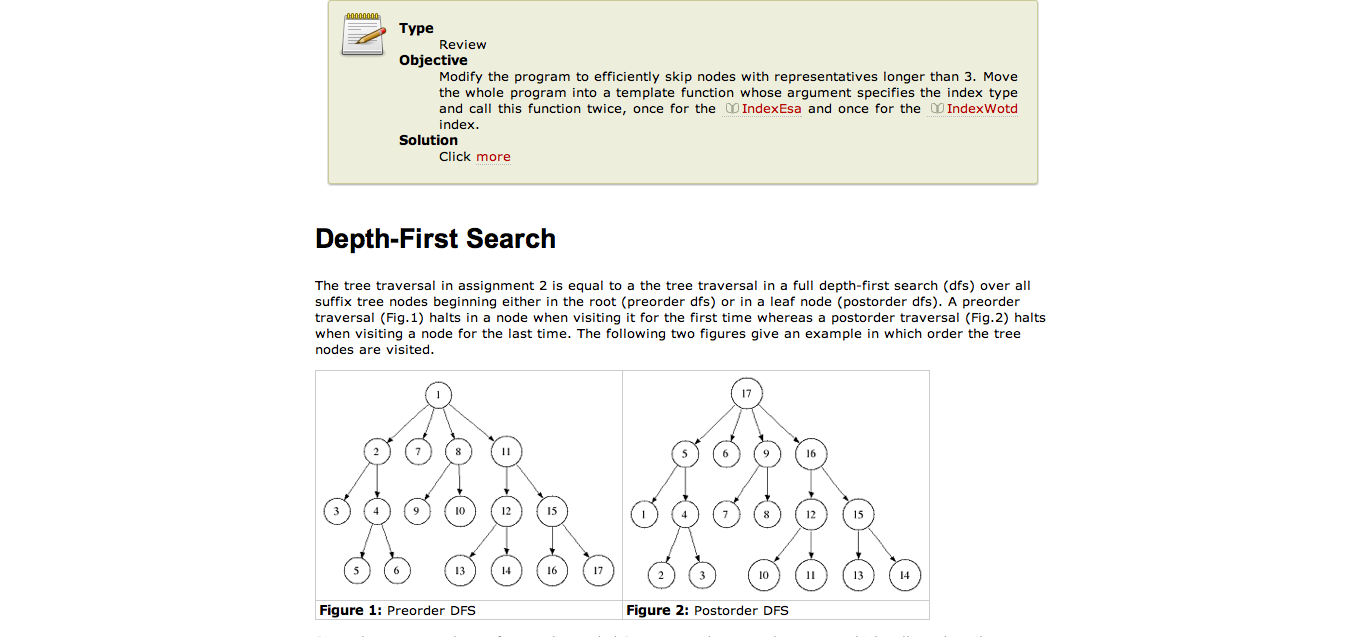 Type
Review
Objective
Modify the program to efficiently skip nodes with representatives longer than 3. Move
the whole program into a template function whose argument specifies the index type
and call this function twice, once for the IndexEsa and once for the IndexWotd
index.
Solution
Click more
Depth-First Search
The tree traversal in assignment 2 is equal to a the tree traversal in a full depth-first search (dfs) over all
suffix tree nodes beginning either in the root (preorder dfs) or in a leaf node (postorder dfs). A preorder
traversal (Fig.1) halts in a node when visiting it for the first time whereas a postorder traversal (Fig.2) halts
when visiting a node for the last time. The following two figures give an example in which order the tree
nodes are visited.
1
2 7 8 11
3 4 9 10 12 15
5 6 13 14 16 17
Figure 1: Preorder DFS
17
5 6 9 16
1 4 7 8 12 15
2 3 10 11 13 14
Figure 2: Postorder DFS